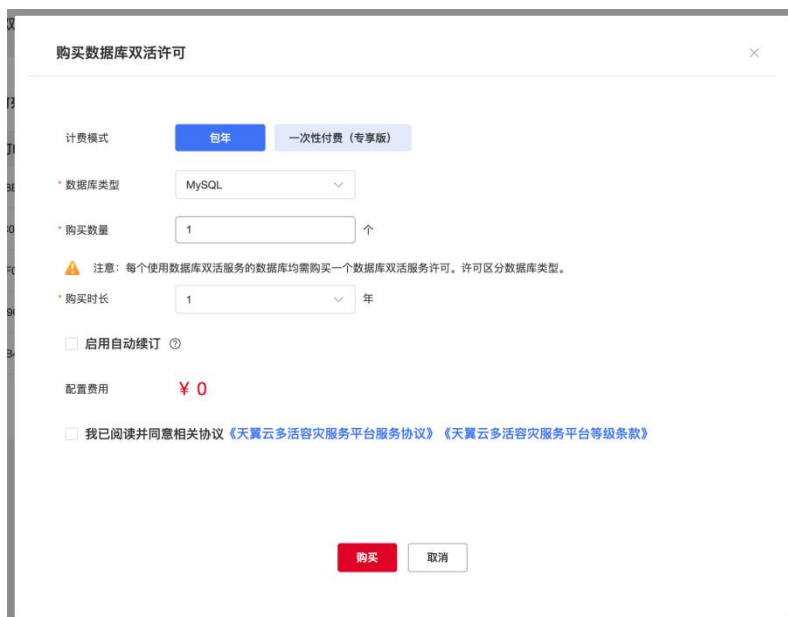 购买数据库双活许可
计费模式 包年 一次性付费（专享版）
* 数据库类型 MySQL
* 购买数量 1 个
注意：每个使用数据库双活服务的数据库均需购买一个数据库双活服务许可。许可区分数据库类型。
* 购买时长 1 年
启用自动续订
配置费用 ¥ 0
我已阅读并同意相关协议《天翼云多活容灾服务平台服务协议》《天翼云多活容灾服务平台等级条款》
购买 取消